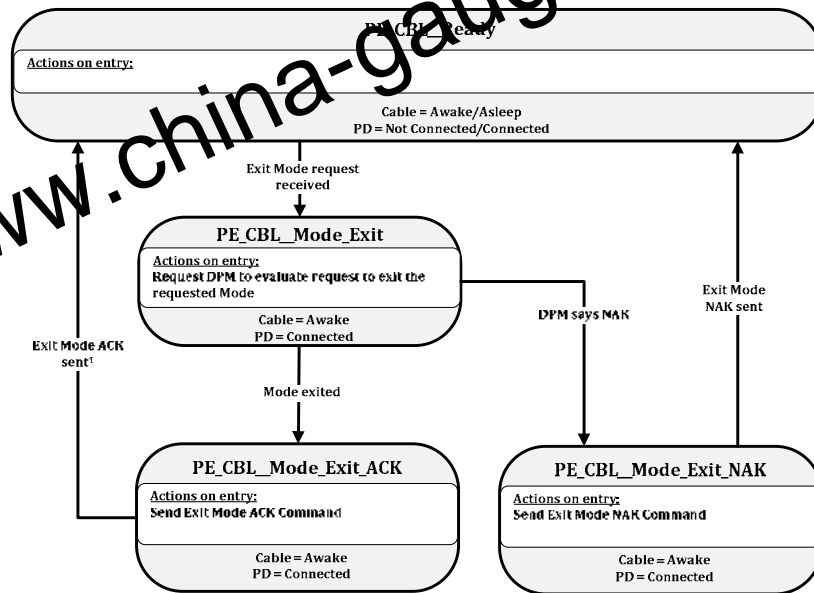 PE_CBL_Ready
Actions on entry:
Cable = Awake/Asleep
PD = Not Connected/Connected
www.china-gaug
Exit Mode request
received
PE_CBL_Mode_Exit
Actions on entry:
Request DPM to evaluate request to exit the
requested Mode
Cable = Awake
PD = Connected
DPM says NAK
Exit Mode
NAK sent
Exit Mode ACK
sent¹
Mode exited
PE_CBL_Mode_Exit_ACK
Actions on entry:
Send Exit Mode ACK Command
Cable = Awake
PD = Connected
PE_CBL_Mode_Exit_NAK
Actions on entry:
Send Exit Mode NAK Command
Cable = Awake
PD = Connected